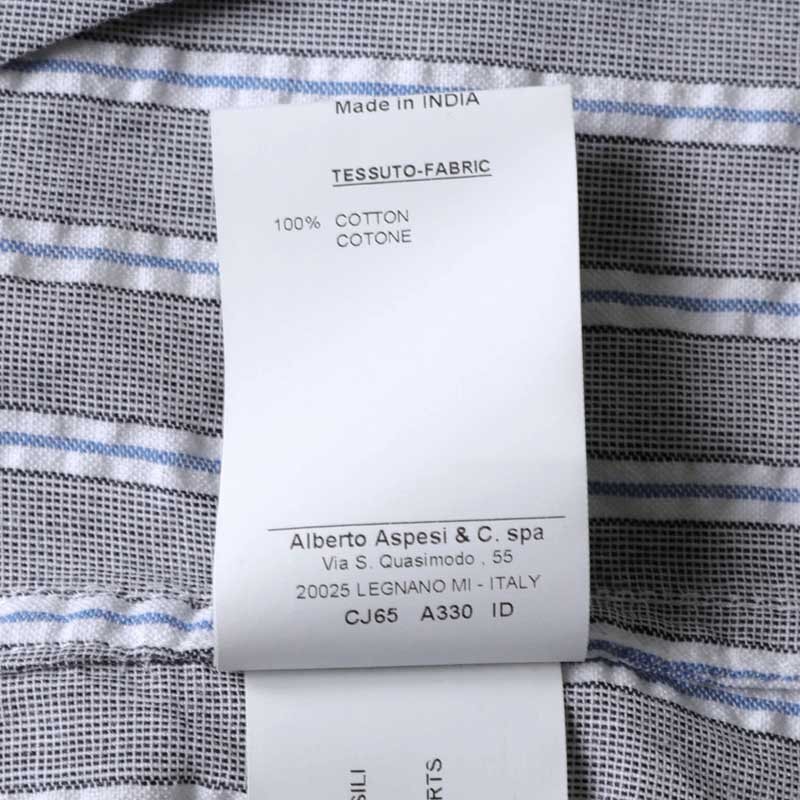 Made in INDIA
TESSUTO-FABRIC
100% COTTON
COTONE
Alberto Aspesi & C. spa
Via S. Quasimodo , 55
20025 LEGNANO MI - ITALY
CJ65 A330 ID